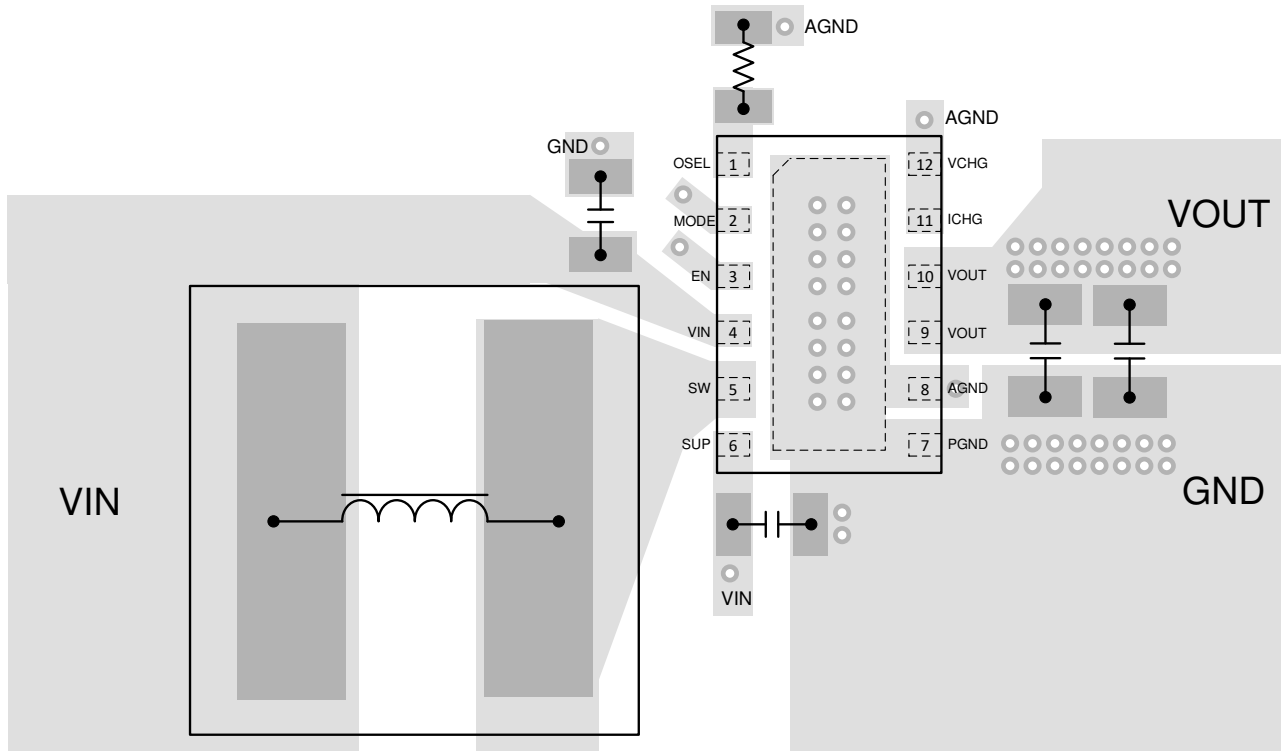 AGND
GND
AGND
OSEL 1 12 VCHG
MODE 2 11 ICHG
VOUT
EN 3 10 VOUT
VIN 4 9 VOUT
SW 5 8 AGND
SUP 6 7 PGND
VIN
GND
VIN